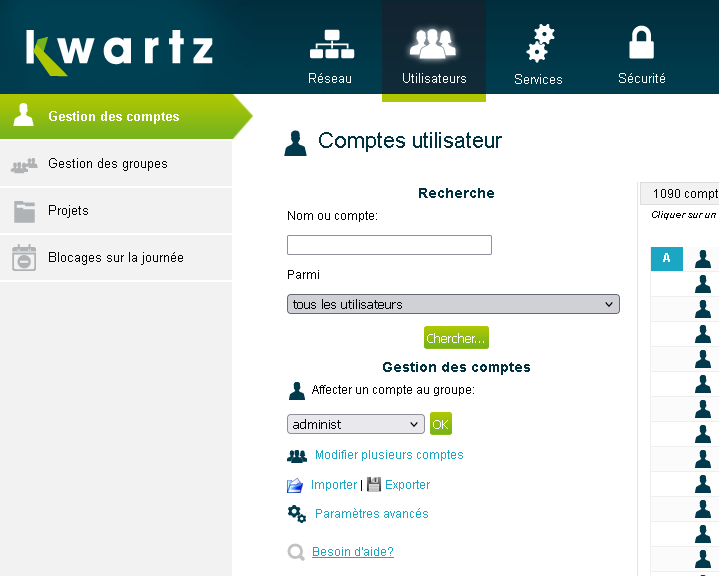 kwartz
Réseau
Utilisateurs
Services
Sécurité
Gestion des comptes
Gestion des groupes
Projets
Blocages sur la journée
Comptes utilisateur
Recherche
Nom ou compte:
Parmi
tous les utilisateurs
Chercher...
Gestion des comptes
Affecter un compte au groupe:
administ OK
Modifier plusieurs comptes
Importer | Exporter
Paramètres avancés
Besoin d'aide?
1090 compt
Cliquer sur un
A